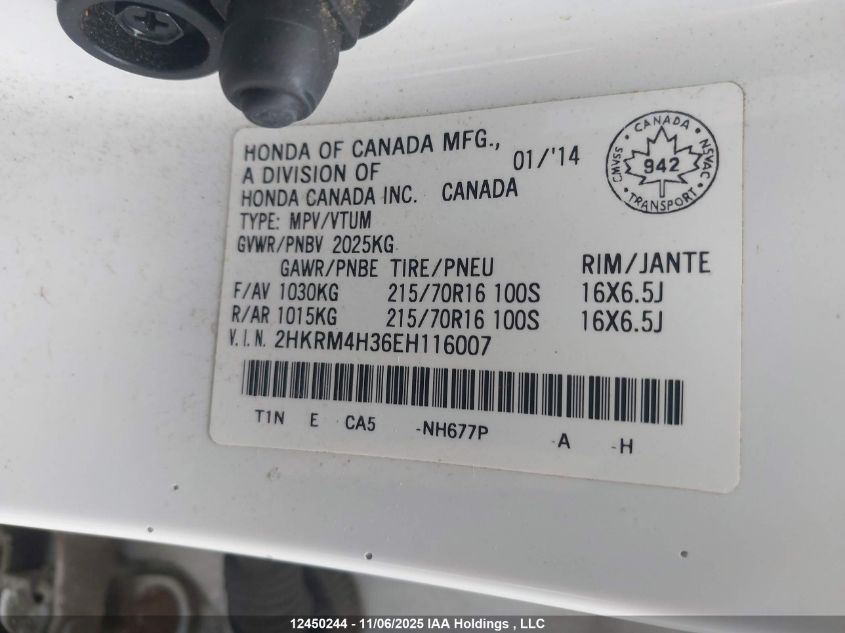 HONDA OF CANADA MFG., 01/'14
A DIVISION OF
HONDA CANADA INC. CANADA
TYPE: MPV/VTUM
GVWR/PNBV 2025KG
GAWR/PNBE TIRE/PNEU RIM/JANTE
F/AV 1030KG 215/70R16 100S 16X6.5J
R/AR 1015KG 215/70R16 100S 16X6.5J
V.I.N. 2HKRM4H36EH116007
T1N E CA5 -NH677P -A -H
CANADA
CMVSS 942 NSVAC
TRANSPORT
12450244 - 11/06/2025 IAA Holdings , LLC